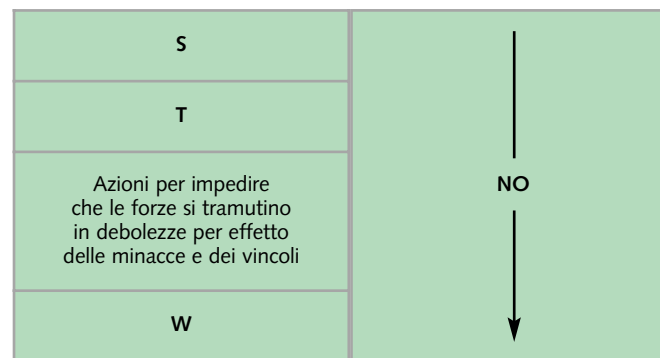 S
T
Azioni per impedire
che le forze si tramutino
in debolezze per effetto
delle minacce e dei vincoli
W
NO